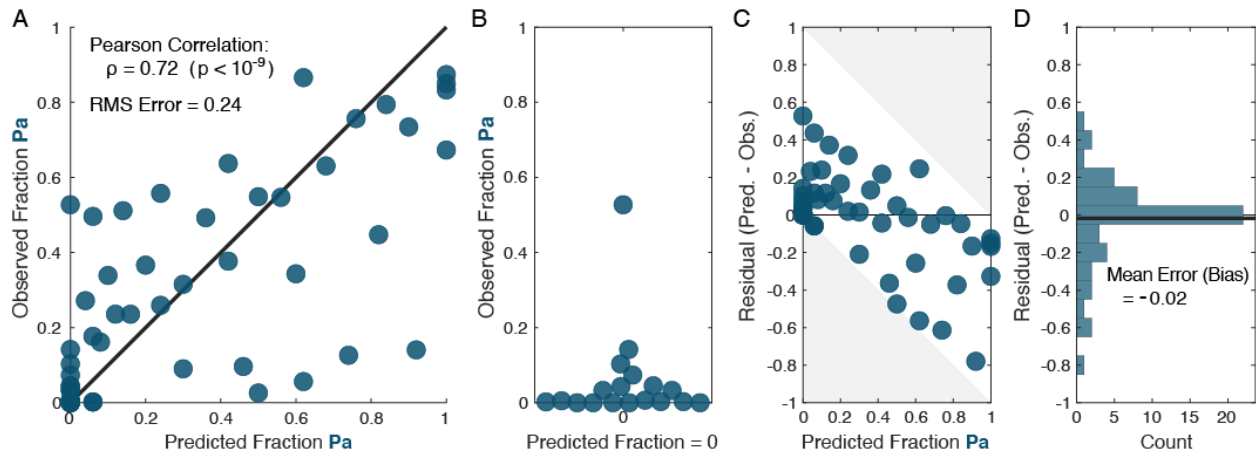 A
Pearson Correlation:
ρ = 0.72 (p < 10⁻⁹)
RMS Error = 0.24
Observed Fraction Pa
1
0.8
0.6
0.4
0.2
0
0 0.2 0.4 0.6 0.8 1
Predicted Fraction Pa
B
Observed Fraction Pa
1
0.8
0.6
0.4
0.2
0
0
Predicted Fraction = 0
C
Residual (Pred. - Obs.)
1
0.8
0.6
0.4
0.2
0
-0.2
-0.4
-0.6
-0.8
-1
0 0.2 0.4 0.6 0.8 1
Predicted Fraction Pa
D
Residual (Pred. - Obs.)
1
0.8
0.6
0.4
0.2
0
-0.2
-0.4
-0.6
-0.8
-1
Mean Error (Bias)
= -0.02
0 5 10 15 20
Count